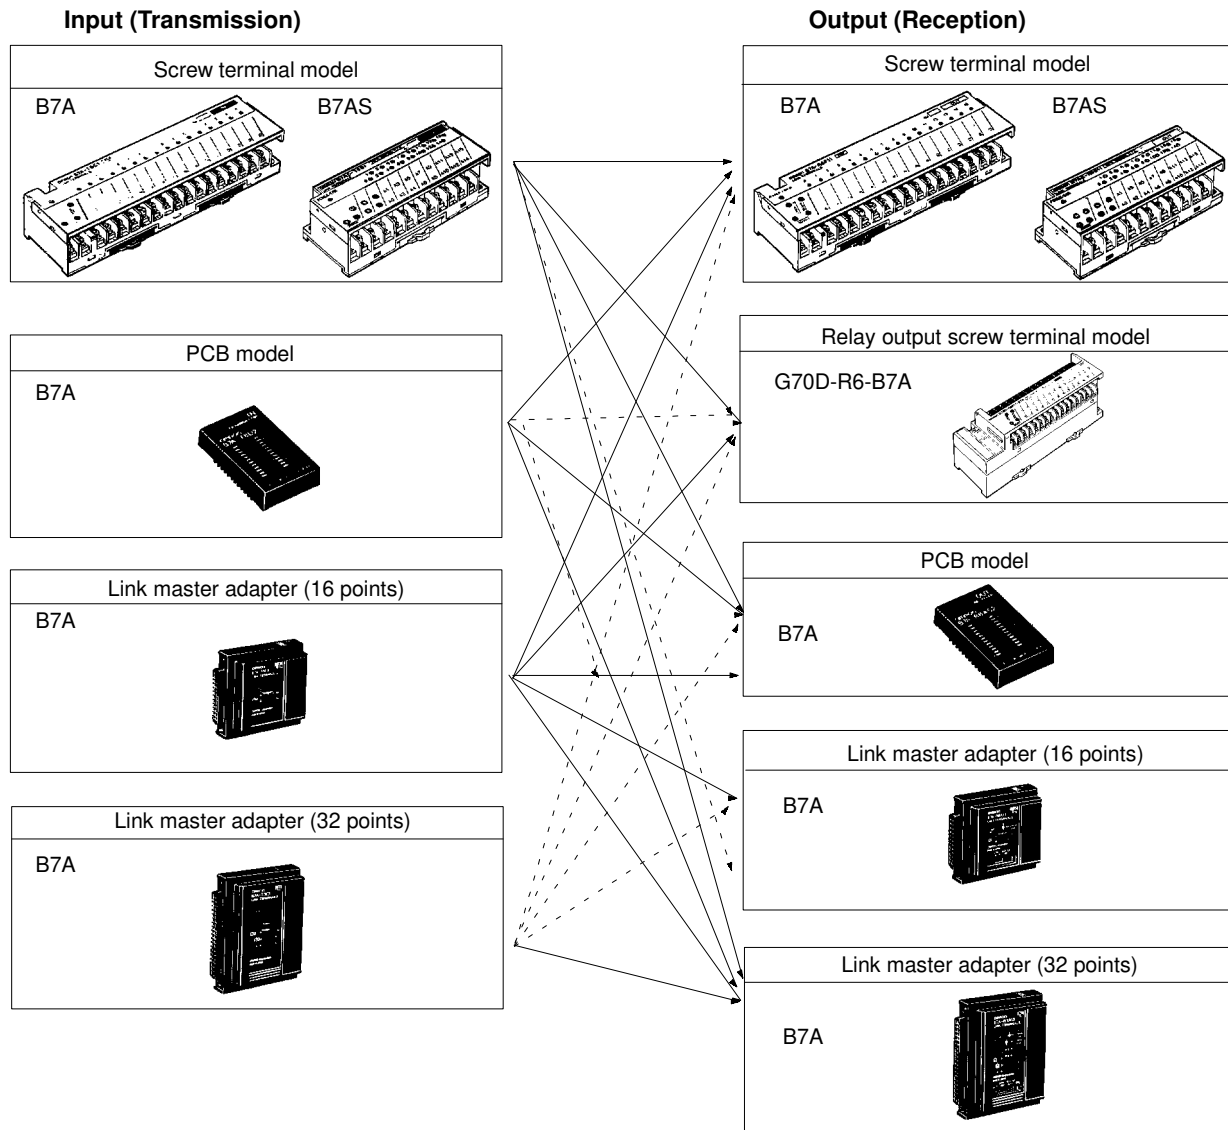 Input (Transmission)
Screw terminal model
B7A
B7AS
PCB model
B7A
Link master adapter (16 points)
B7A
Link master adapter (32 points)
B7A
Output (Reception)
Screw terminal model
B7A
B7AS
Relay output screw terminal model
G70D-R6-B7A
PCB model
B7A
Link master adapter (16 points)
B7A
Link master adapter (32 points)
B7A